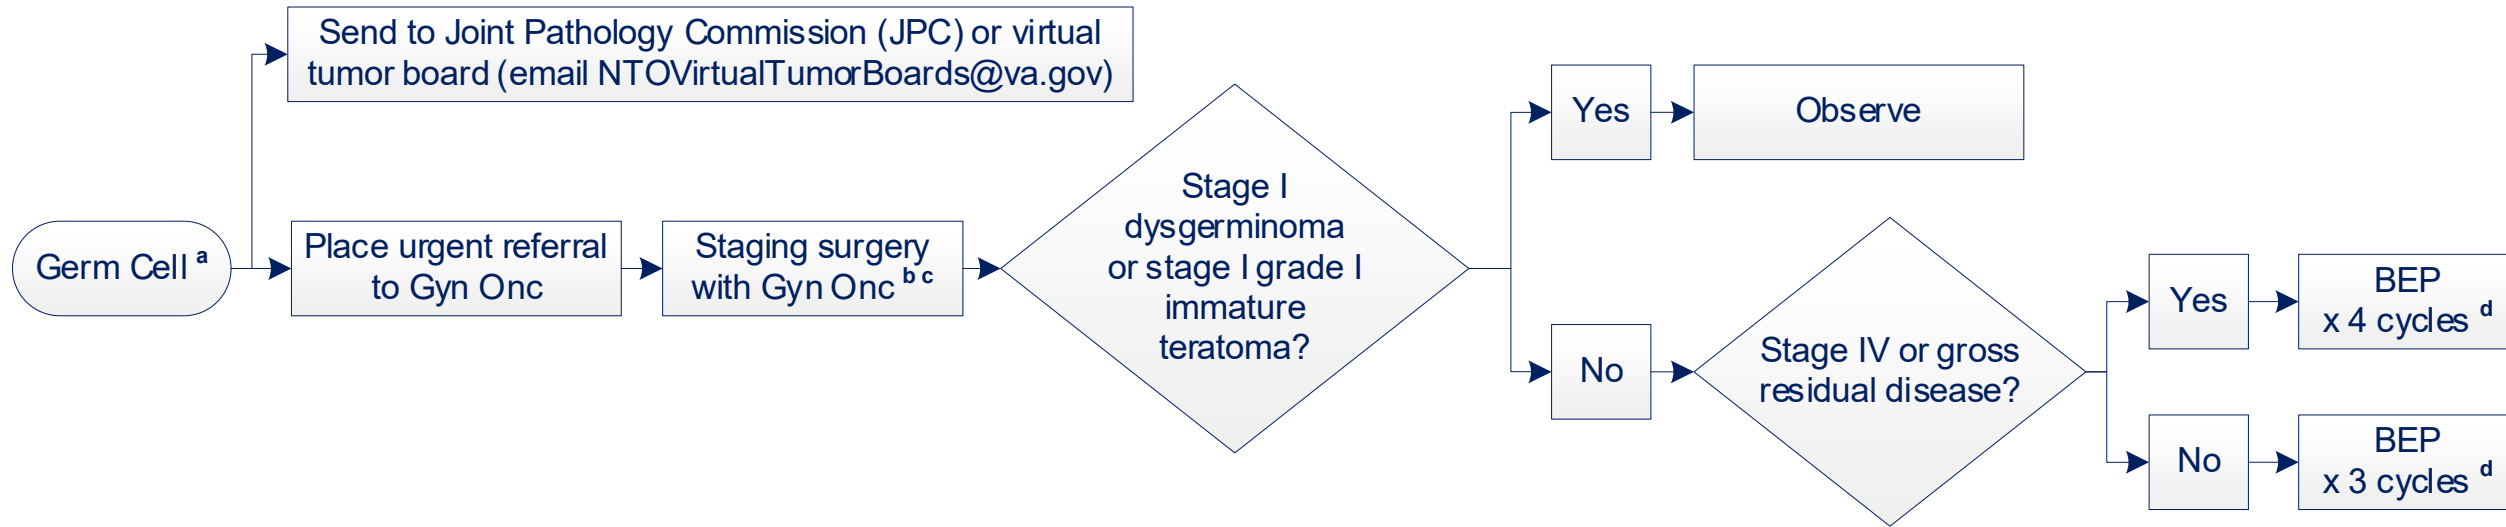 Send to Joint Pathology Commission (JPC) or virtual
tumor board (email NTOVirtualTumorBoards@va.gov)
Germ Cell a
Place urgent referral
to Gyn Onc
Staging surgery
with Gyn Onc b c
Stage I
dysgerminoma
or stage I grade I
immature
teratoma?
Yes
Observe
No
Stage IV or gross
residual disease?
Yes
BEP
x 4 cycles d
No
BEP
x 3 cycles d